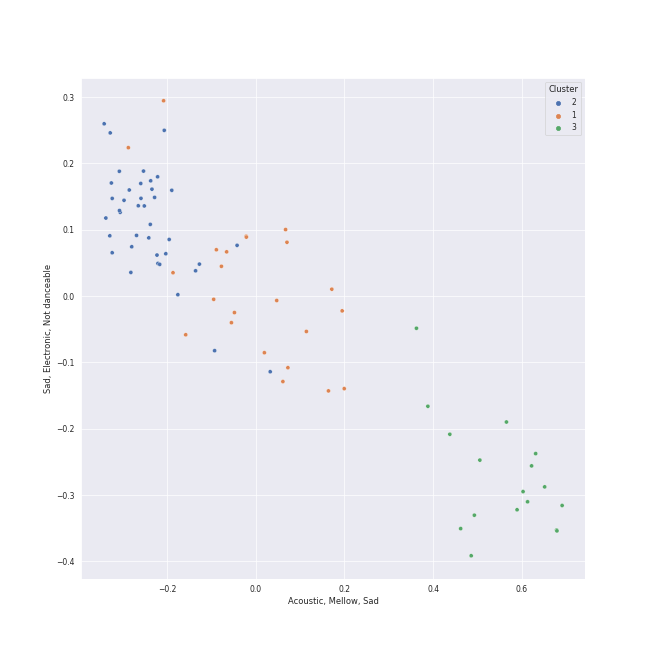 Cluster
2
1
3
0.3
0.2
0.1
0.0
−0.1
−0.2
−0.3
−0.4
Sad, Electronic, Not danceable
−0.2 0.0 0.2 0.4 0.6
Acoustic, Mellow, Sad